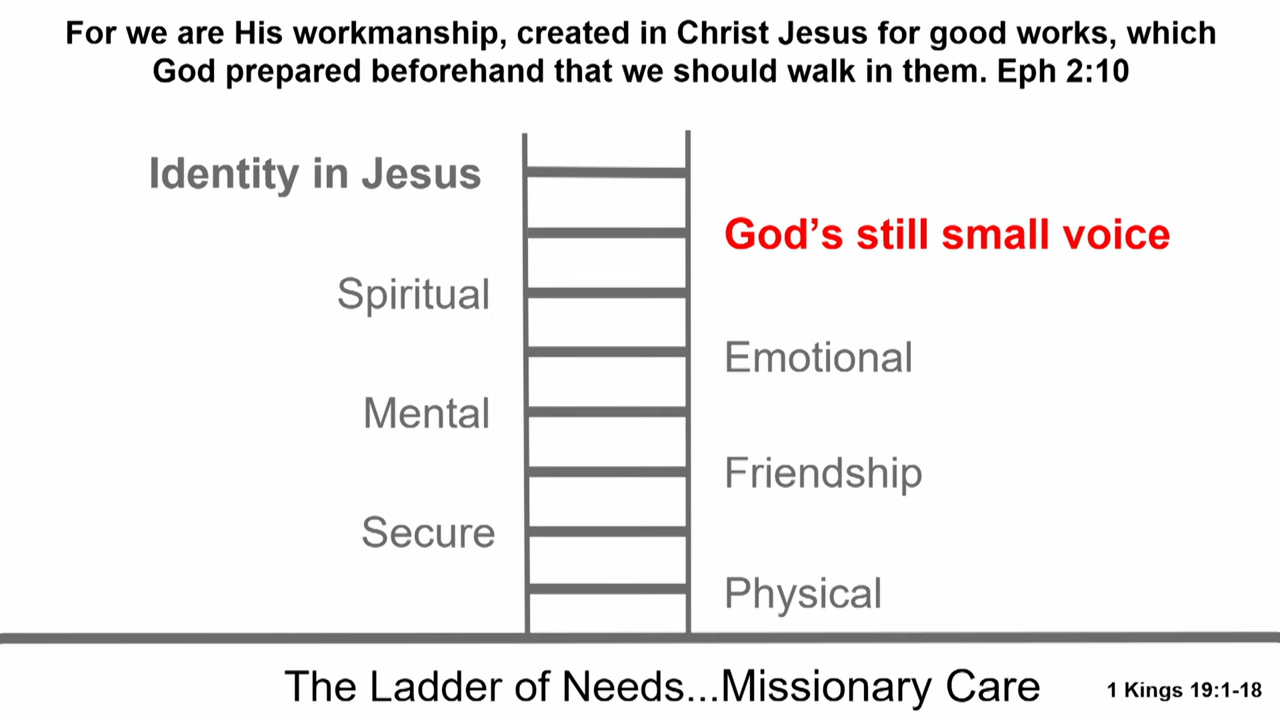 For we are His workmanship, created in Christ Jesus for good works, which
God prepared beforehand that we should walk in them. Eph 2:10
Identity in Jesus
God’s still small voice
Spiritual
Emotional
Mental
Friendship
Secure
Physical
The Ladder of Needs...Missionary Care
1 Kings 19:1-18